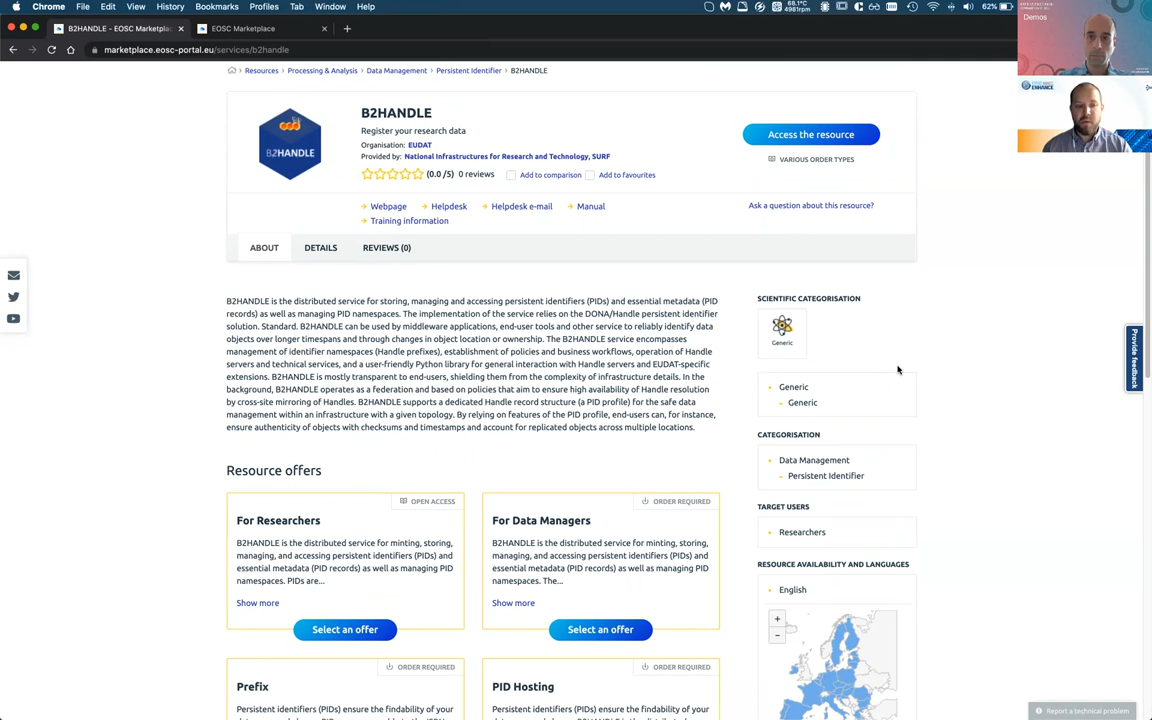 Chrome File Edit View History Bookmarks Profiles Tab Window Help
68.1°C
4981rpm
62%
B2HANDLE - EOSC Marketplac
EOSC Marketplace
marketplace.eosc-portal.eu/services/b2handle
Demos
ENHANCE
Resources > Processing & Analysis > Data Management > Persistent Identifier > B2HANDLE
B2HANDLE
B2HANDLE
Register your research data
Organisation: EUDAT
Provided by: National Infrastructures for Research and Technology, SURF
(0.0 /5) 0 reviews Add to comparison Add to favourites
Access the resource
VARIOUS ORDER TYPES
Webpage Helpdesk Helpdesk e-mail Manual
Training information
Ask a question about this resource?
ABOUT DETAILS REVIEWS (0)
B2HANDLE is the distributed service for storing, managing and accessing persistent identifiers (PIDs) and essential metadata (PID
records) as well as managing PID namespaces. The implementation of the service relies on the DONA/Handle persistent identifier
solution. Standard. B2HANDLE can be used by middleware applications, end-user tools and other service to reliably identify data
objects over longer timespans and through changes in object location or ownership. The B2HANDLE service encompasses
management of identifier namespaces (Handle prefixes), establishment of policies and business workflows, operation of Handle
servers and technical services, and a user-friendly Python library for general interaction with Handle servers and EUDAT-specific
extensions. B2HANDLE is mostly transparent to end-users, shielding them from the complexity of infrastructure details. In the
background, B2HANDLE operates as a federation and based on policies that aim to ensure high availability of Handle resolution
by cross-site mirroring of Handles. B2HANDLE supports a dedicated Handle record structure (a PID profile) for the safe data
management within an infrastructure with a given topology. By relying on features of the PID profile, end-users can, for instance,
ensure authenticity of objects with checksums and timestamps and account for replicated objects across multiple locations.
Resource offers
OPEN ACCESS
For Researchers
B2HANDLE is the distributed service for minting, storing,
managing, and accessing persistent identifiers (PIDs) and
essential metadata (PID records) as well as managing PID
namespaces. PIDs are...
Show more
Select an offer
ORDER REQUIRED
For Data Managers
B2HANDLE is the distributed service for minting, storing,
managing, and accessing persistent identifiers (PIDs) and
essential metadata (PID records) as well as managing PID
namespaces. The...
Show more
Select an offer
ORDER REQUIRED
Prefix
Persistent identifiers (PIDs) ensure the findability of your
ORDER REQUIRED
PID Hosting
Persistent identifiers (PIDs) ensure the findability of your
SCIENTIFIC CATEGORISATION
Generic
Generic
Generic
CATEGORISATION
Data Management
Persistent Identifier
TARGET USERS
Researchers
RESOURCE AVAILABILITY AND LANGUAGES
English
+
−
Provide feedback
Report a technical problem